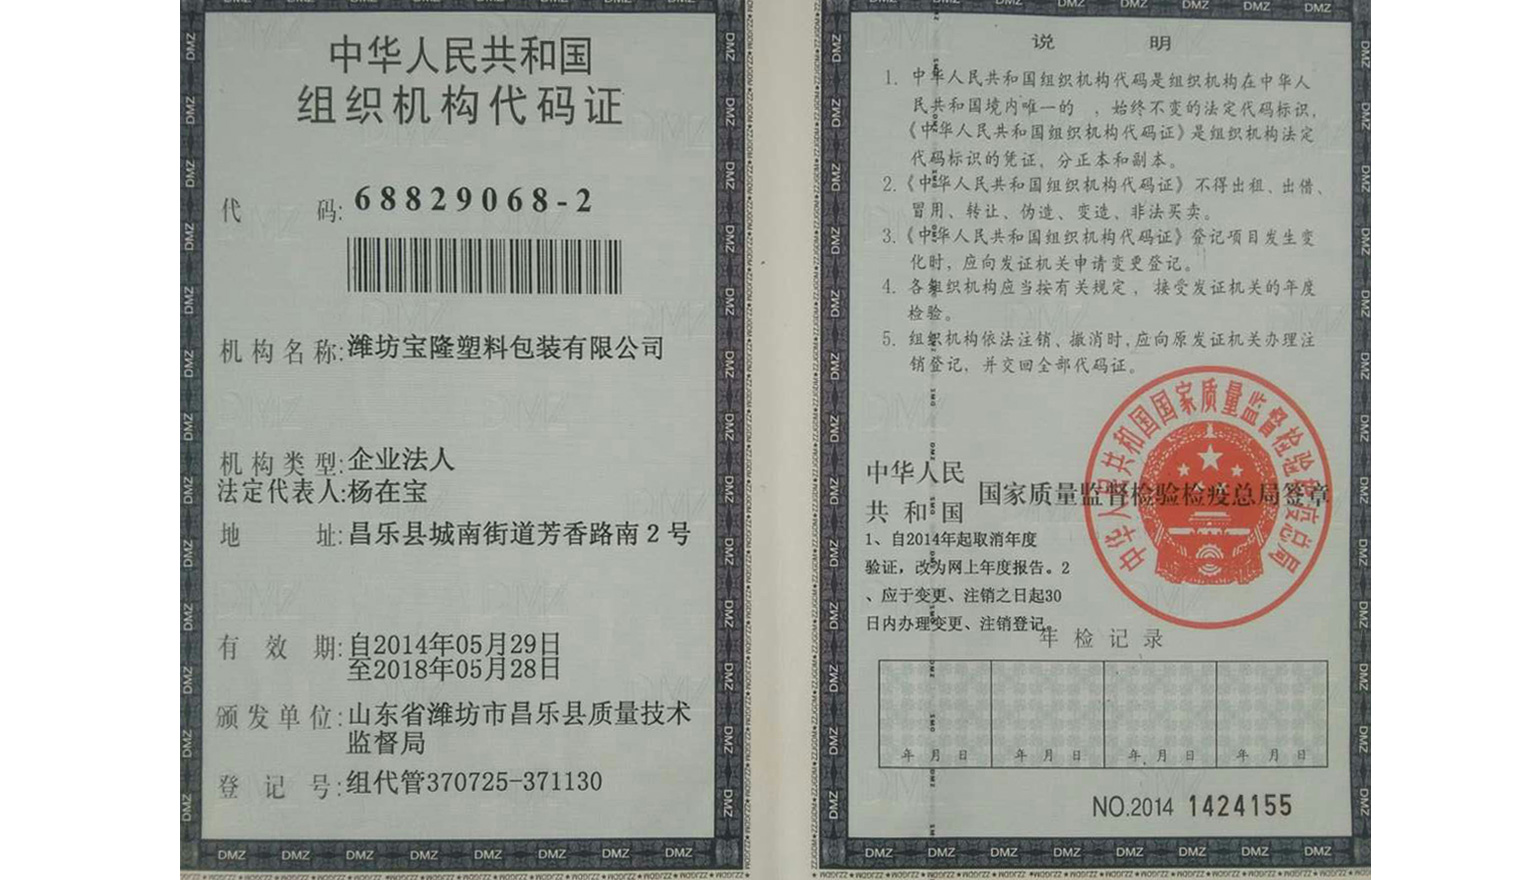 中华人民共和国
组织机构代码证
代 码: 68829068-2
机构名称: 潍坊宝隆塑料包装有限公司
机构类型: 企业法人
法定代表人: 杨在宝
地 址: 昌乐县城南街道芳香路南2号
有 效 期: 自2014年05月29日
至2018年05月28日
颁发单位: 山东省潍坊市昌乐县质量技术
监督局
登 记 号: 组代管370725-371130
说 明
1. 中华人民共和国组织机构代码是组织机构在中华人
民共和国境内唯一的 ，始终不变的法定代码标识，
《中华人民共和国组织机构代码证》是组织机构法定
代码标识的凭证，分正本和副本。
2.《中华人民共和国组织机构代码证》不得出租、出借、
冒用、转让、伪造、变造、非法买卖。
3.《中华人民共和国组织机构代码证》登记项目发生变
化时，应向发证机关申请变更登记。
4. 各组织机构应当按有关规定，接受发证机关的年度
检验。
5. 组织机构依法注销、撤消时，应向原发证机关办理注
销登记，并交回全部代码证。
中华人民共和国国家质量监督检验检疫总局
中华人民
共 和 国
国家质量监督检验检疫总局签章
1、自2014年起取消年度
验证，改为网上年度报告。2
、应于变更、注销之日起30
日内办理变更、注销登记。
年 检 记 录
年 月 日 年 月 日 年 月 日 年 月 日
NO.2014 1424155
DMZ